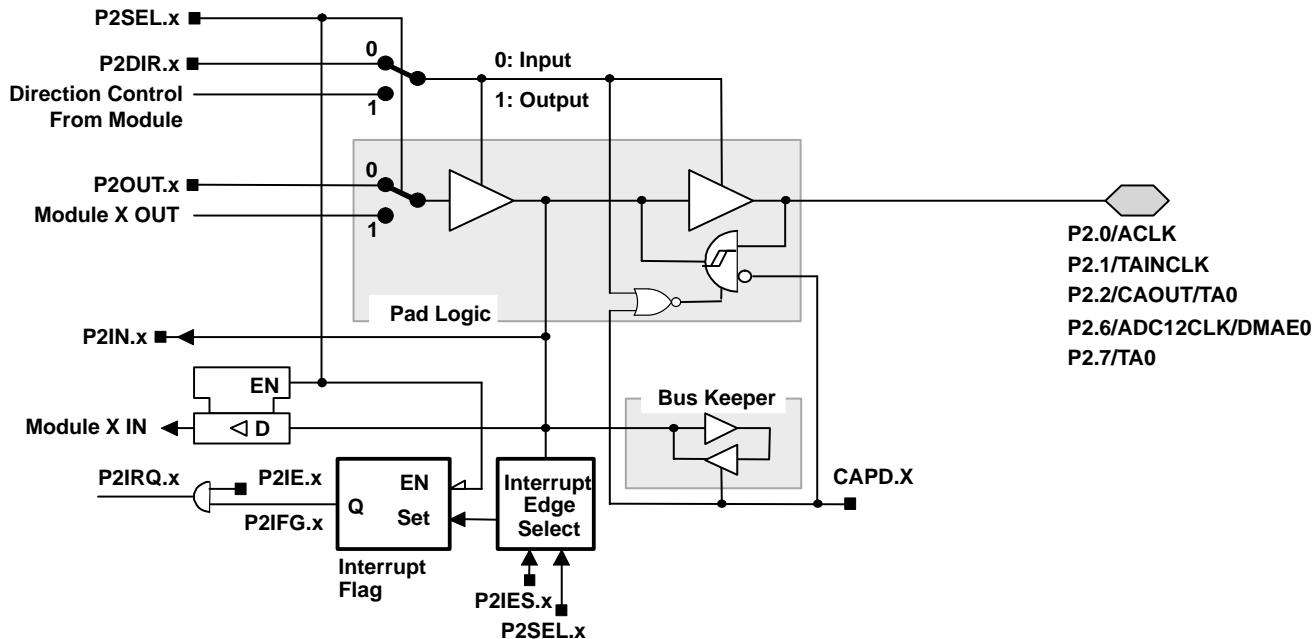 P2SEL.x
P2DIR.x
0
0: Input
Direction Control
From Module
1
1: Output
P2OUT.x
0
Module X OUT
1
Pad Logic
P2.0/ACLK
P2.1/TAINCLK
P2.2/CAOUT/TA0
P2.6/ADC12CLK/DMAE0
P2.7/TA0
P2IN.x
EN
D
Module X IN
Bus Keeper
CAPD.X
P2IRQ.x
P2IE.x
P2IFG.x
Q
EN
Set
Interrupt
Edge
Select
Interrupt
Flag
P2IES.x
P2SEL.x